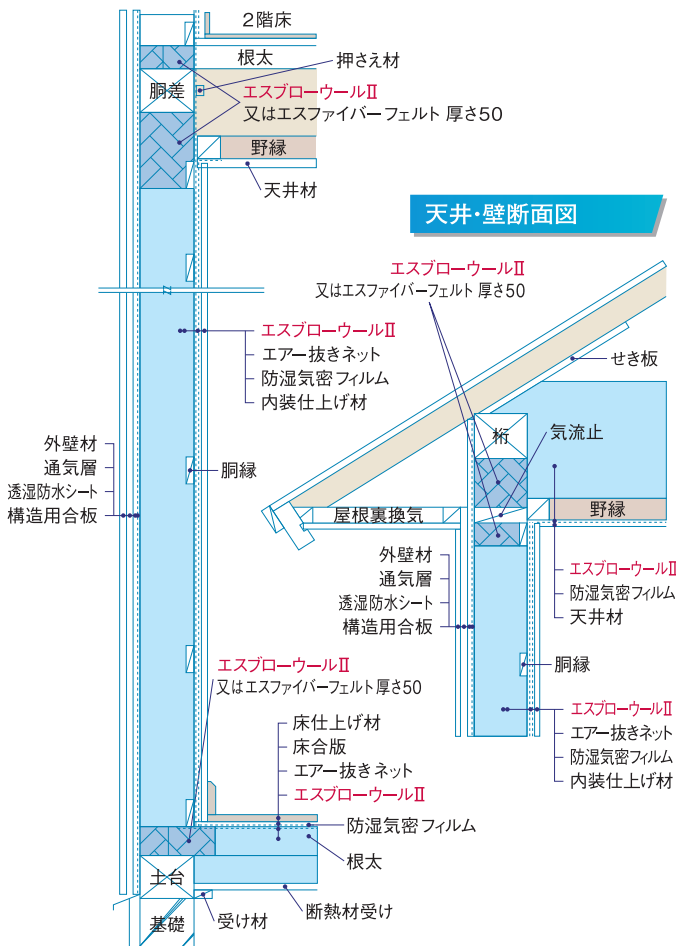 2階床
根太
押さえ材
胴差
エスブローウールⅡ
又はエスファイバーフェルト 厚さ50
野縁
天井材
天井・壁断面図
エスブローウールⅡ
又はエスファイバーフェルト 厚さ50
エスブローウールⅡ
エアー抜きネット
防湿気密フィルム
内装仕上げ材
せき板
桁
気流止
外壁材
通気層
透湿防水シート
構造用合板
胴縁
屋根裏換気
野縁
外壁材
通気層
透湿防水シート
構造用合板
エスブローウールⅡ
防湿気密フィルム
天井材
胴縁
エスブローウールⅡ
又はエスファイバーフェルト 厚さ50
エスブローウールⅡ
エアー抜きネット
防湿気密フィルム
内装仕上げ材
床仕上げ材
床合版
エアー抜きネット
エスブローウールⅡ
防湿気密フィルム
根太
土台
断熱材受け
受け材
基礎